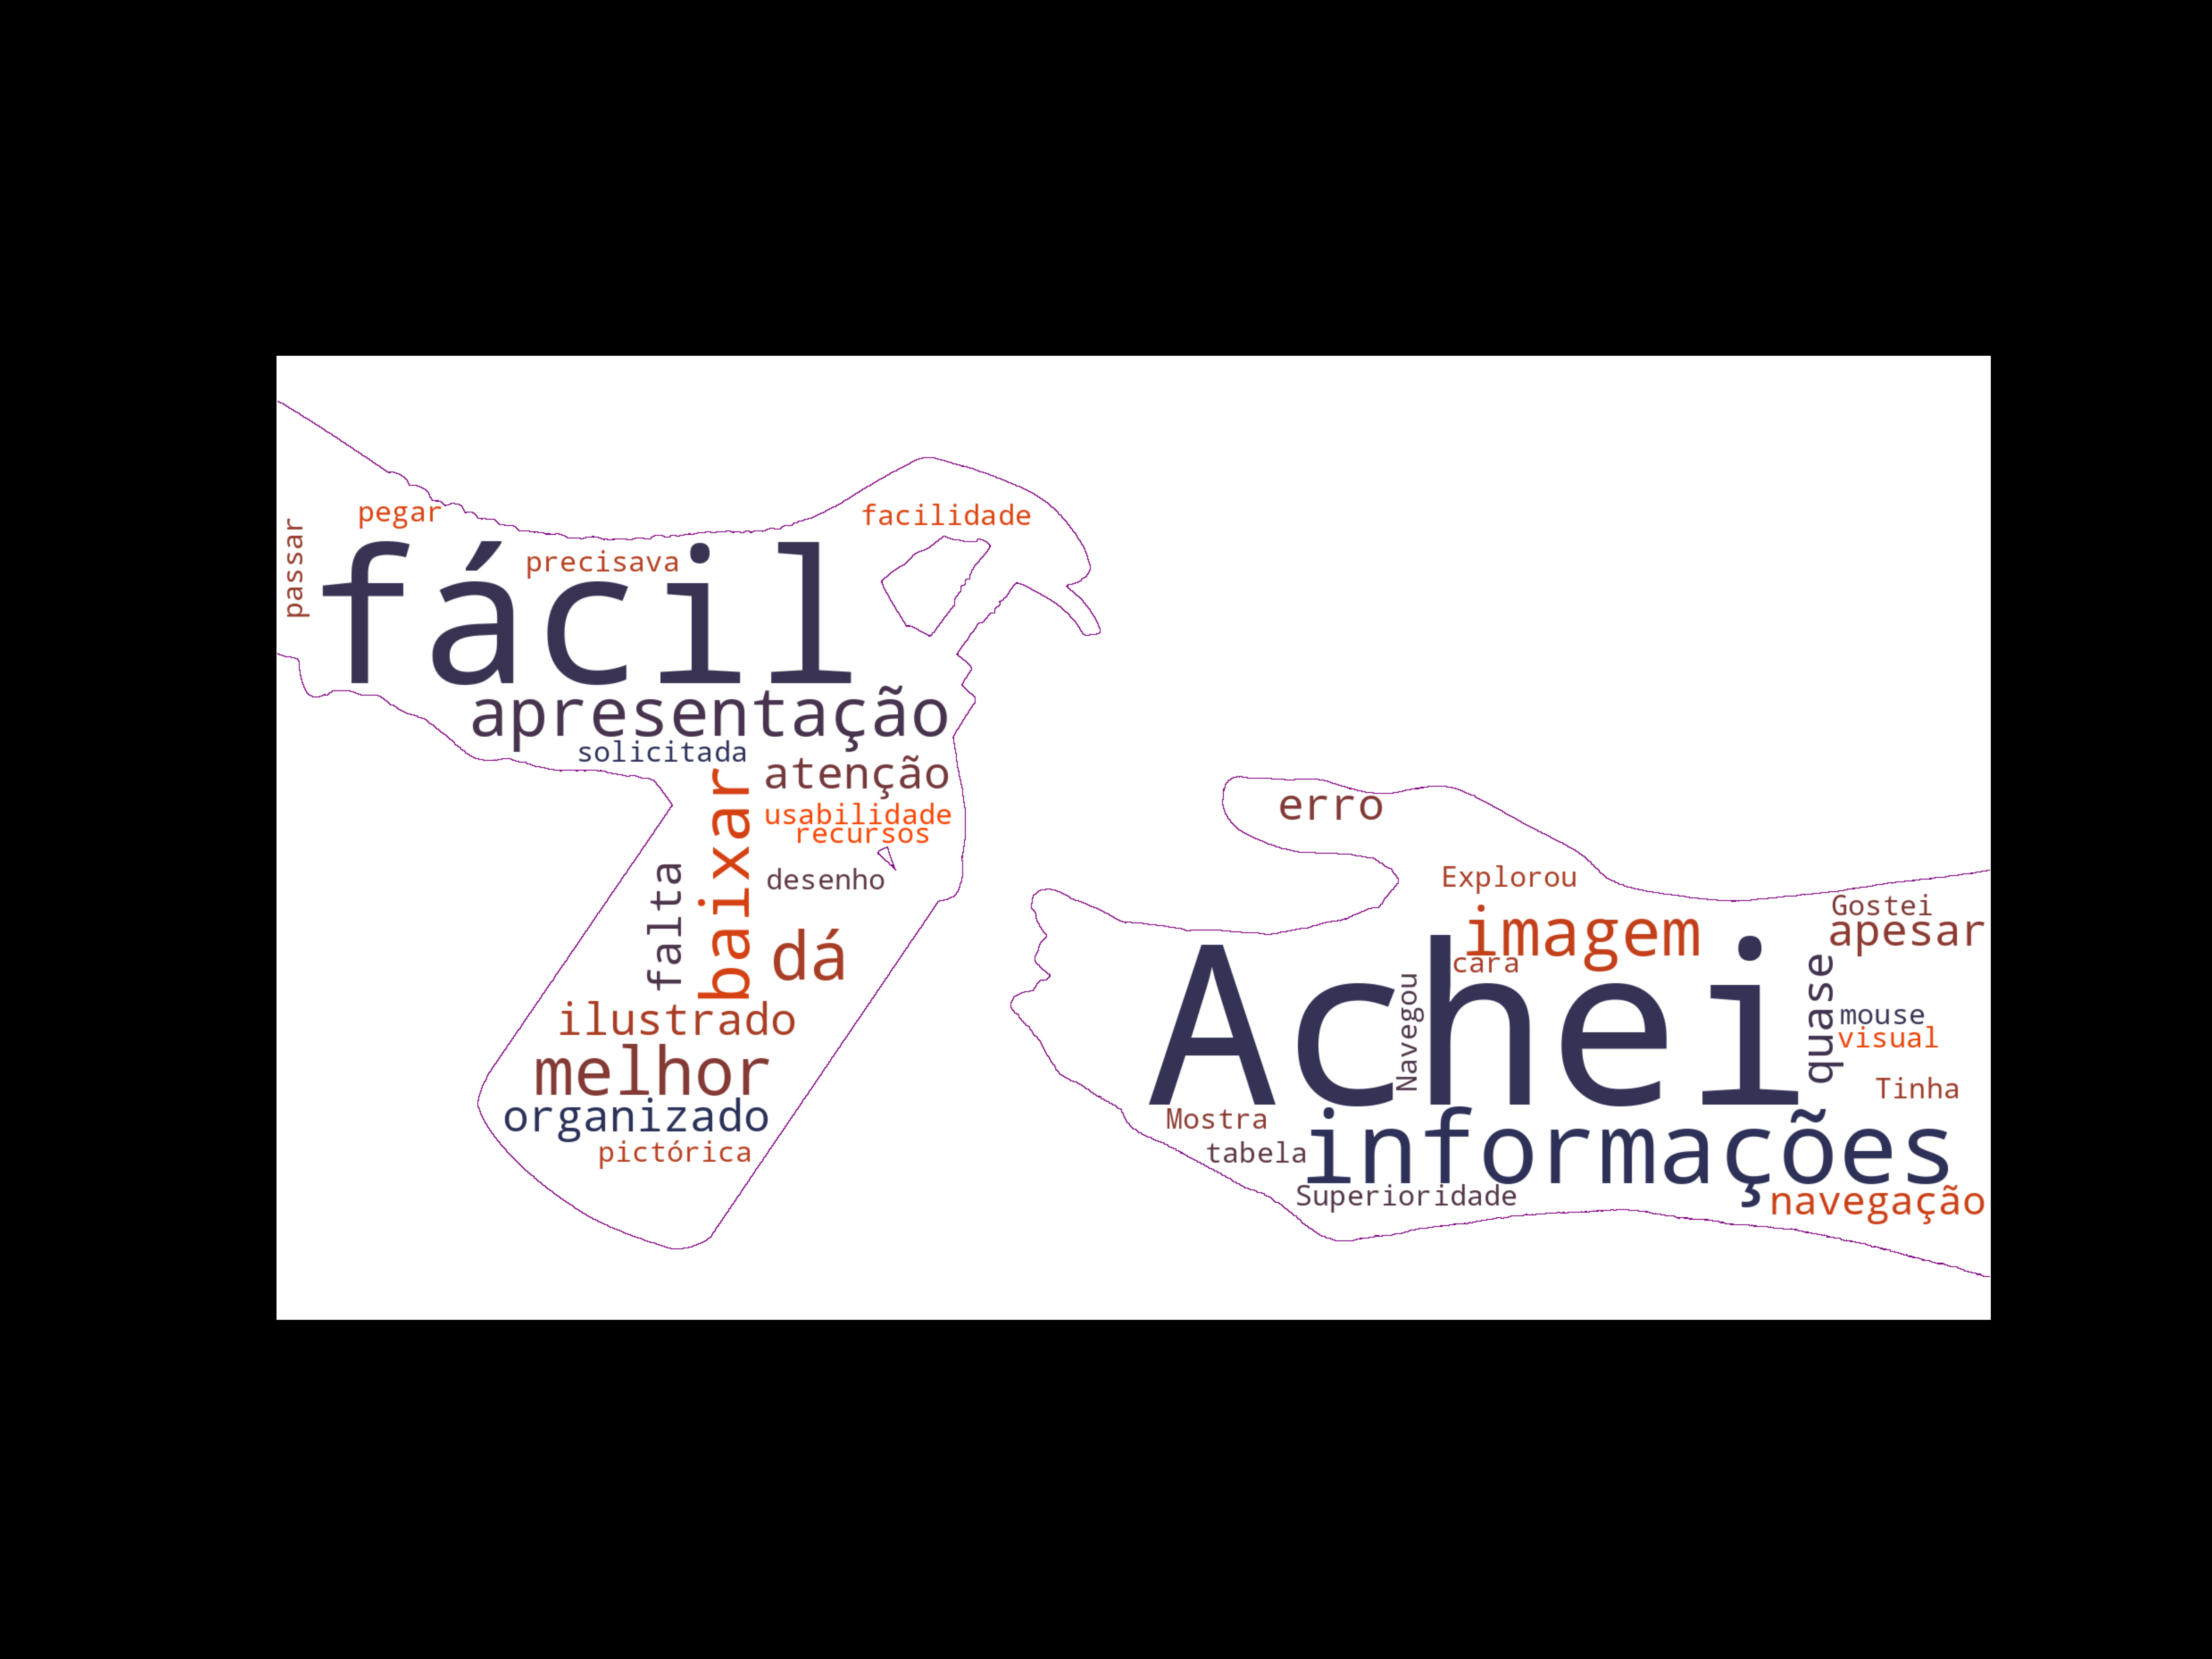 pegar
passar
facilidade
precisava
fácil
apresentação
solicitada
atenção
baixar
usabilidade
recursos
falta
desenho
dá
ilustrado
melhor
organizado
pictórica
erro
Explorou
Gostei
imagem
apesar
cara
Achei
Navegou
quase
mouse
visual
Tinha
Mostra
informações
tabela
Superioridade
navegação